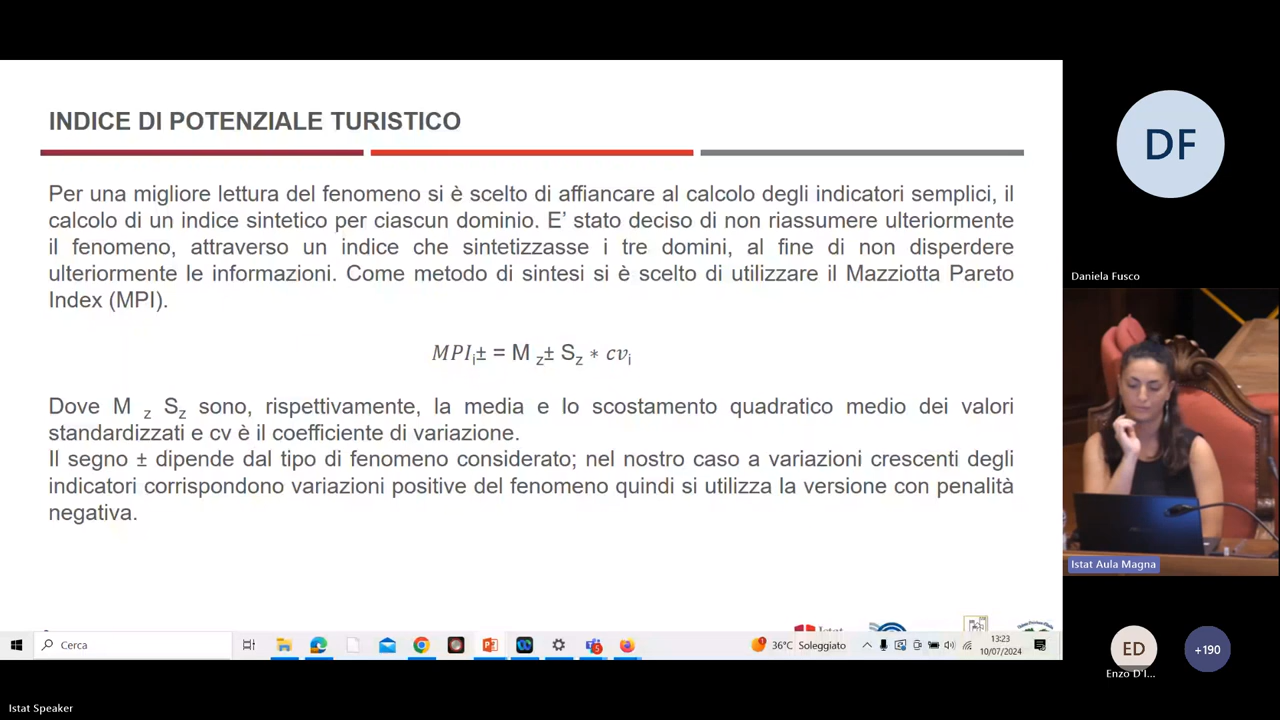 INDICE DI POTENZIALE TURISTICO
Per una migliore lettura del fenomeno si è scelto di affiancare al calcolo degli indicatori semplici, il
calcolo di un indice sintetico per ciascun dominio. E' stato deciso di non riassumere ulteriormente
il fenomeno, attraverso un indice che sintetizzasse i tre domini, al fine di non disperdere
ulteriormente le informazioni. Come metodo di sintesi si è scelto di utilizzare il Mazziotta Pareto
Index (MPI).
MPIi± = M z± Sz ∗ cvi
Dove M z Sz sono, rispettivamente, la media e lo scostamento quadratico medio dei valori
standardizzati e cv è il coefficiente di variazione.
Il segno ± dipende dal tipo di fenomeno considerato; nel nostro caso a variazioni crescenti degli
indicatori corrispondono variazioni positive del fenomeno quindi si utilizza la versione con penalità
negativa.
Cerca
36°C Soleggiato
13:23
10/07/2024
DF
Daniela Fusco
Istat Aula Magna
ED
+190
Enzo D'I...
Istat Speaker